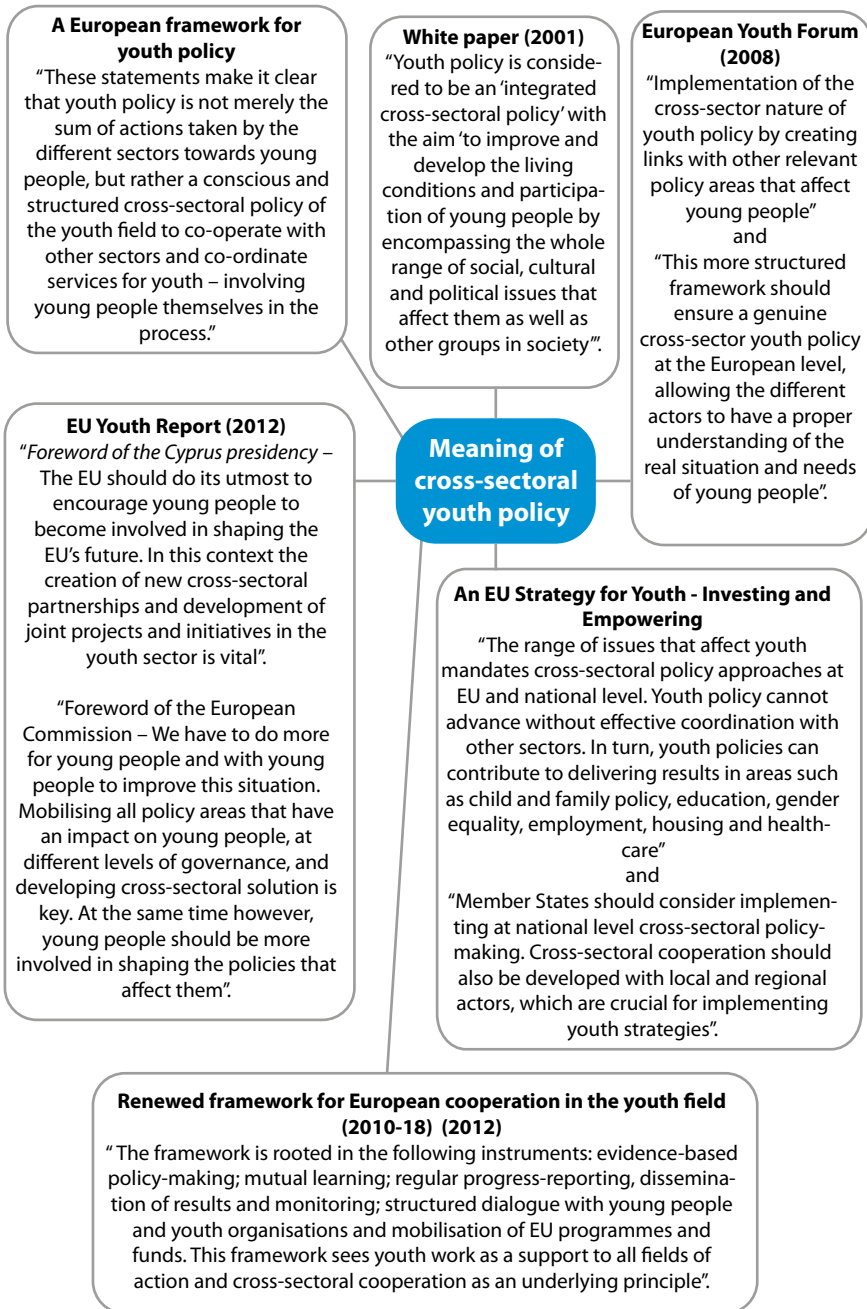 A European framework for
youth policy
“These statements make it clear
that youth policy is not merely the
sum of actions taken by the
different sectors towards young
people, but rather a conscious and
structured cross-sectoral policy of
the youth field to co-operate with
other sectors and co-ordinate
services for youth – involving
young people themselves in the
process.”
White paper (2001)
“Youth policy is conside-
red to be an ‘integrated
cross-sectoral policy’ with
the aim ‘to improve and
develop the living
conditions and participa-
tion of young people by
encompassing the whole
range of social, cultural
and political issues that
affect them as well as
other groups in society’”.
European Youth Forum
(2008)
“Implementation of the
cross-sector nature of
youth policy by creating
links with other relevant
policy areas that affect
young people”
and
“This more structured
framework should
ensure a genuine
cross-sector youth policy
at the European level,
allowing the different
actors to have a proper
understanding of the
real situation and needs
of young people”.
Meaning of
cross-sectoral
youth policy
EU Youth Report (2012)
“Foreword of the Cyprus presidency –
The EU should do its utmost to
encourage young people to
become involved in shaping the
EU’s future. In this context the
creation of new cross-sectoral
partnerships and development of
joint projects and initiatives in the
youth sector is vital”.
“Foreword of the European
Commission – We have to do more
for young people and with young
people to improve this situation.
Mobilising all policy areas that have
an impact on young people, at
different levels of governance, and
developing cross-sectoral solution is
key. At the same time however,
young people should be more
involved in shaping the policies that
affect them”.
An EU Strategy for Youth - Investing and
Empowering
“The range of issues that affect youth
mandates cross-sectoral policy approaches at
EU and national level. Youth policy cannot
advance without effective coordination with
other sectors. In turn, youth policies can
contribute to delivering results in areas such
as child and family policy, education, gender
equality, employment, housing and health-
care”
and
“Member States should consider implemen-
ting at national level cross-sectoral policy-
making. Cross-sectoral cooperation should
also be developed with local and regional
actors, which are crucial for implementing
youth strategies”.
Renewed framework for European cooperation in the youth field
(2010-18) (2012)
“ The framework is rooted in the following instruments: evidence-based
policy-making; mutual learning; regular progress-reporting, dissemina-
tion of results and monitoring; structured dialogue with young people
and youth organisations and mobilisation of EU programmes and
funds. This framework sees youth work as a support to all fields of
action and cross-sectoral cooperation as an underlying principle”.